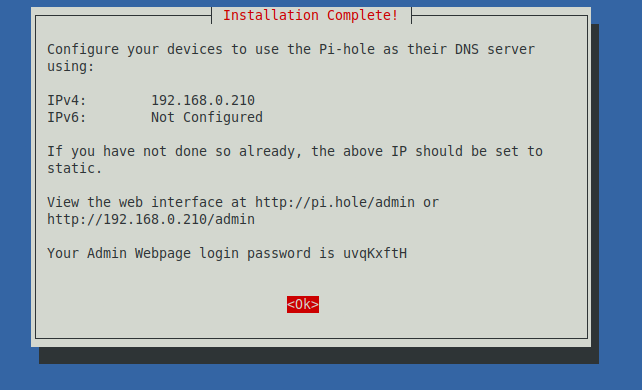 Installation Complete!
Configure your devices to use the Pi-hole as their DNS server
using:
IPv4: 192.168.0.210
IPv6: Not Configured
If you have not done so already, the above IP should be set to
static.
View the web interface at http://pi.hole/admin or
http://192.168.0.210/admin
Your Admin Webpage login password is uvqKxftH
<Ok>